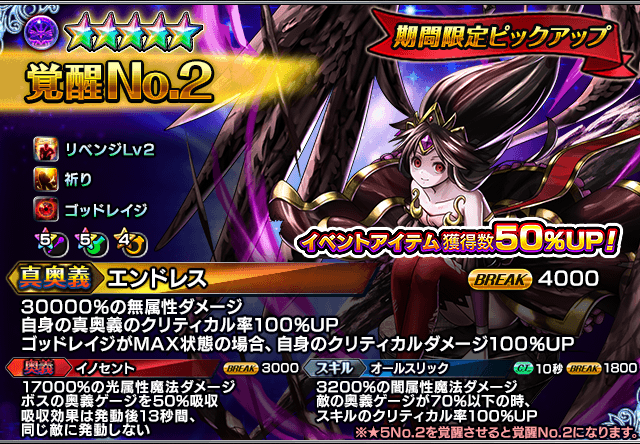 期間限定ピックアップ
覚醒No.2
リベンジLv2
祈り
ゴッドレイジ
5 5 4
イベントアイテム獲得数50%UP!
真奥義 エンドレス BREAK 4000
30000%の無属性ダメージ
自身の真奥義のクリティカル率100%UP
ゴッドレイジがMAX状態の場合、自身のクリティカルダメージ100%UP
奥義 イノセント BREAK 3000
17000%の光属性魔法ダメージ
ボスの奥義ゲージを50%吸収
吸収効果は発動後13秒間、
同じ敵に発動しない
スキル オールスリック CT 10秒 BREAK 1800
3200%の闇属性魔法ダメージ
敵の奥義ゲージが70%以下の時、
スキルのクリティカル率100%UP
※★5No.2を覚醒させると覚醒No.2になります。